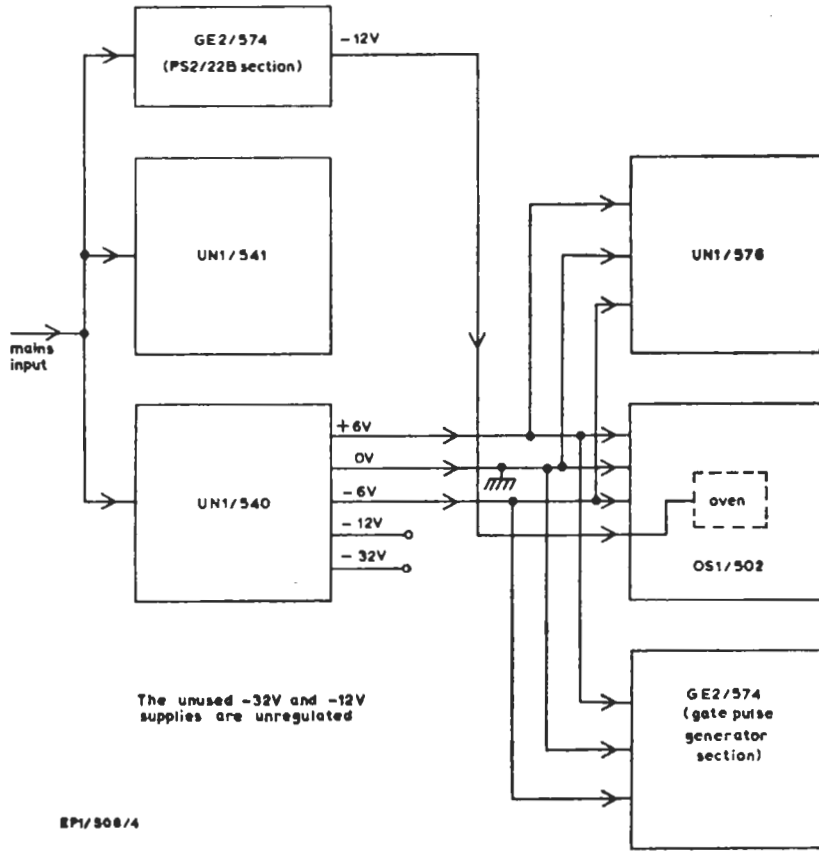 GE2/574
(PS2/22B section)
-12V
UN1/541
UN1/576
mains
input
+6V
0V
-6V
-12V
-32V
UN1/540
oven
OS1/502
The unused -32V and -12V
supplies are unregulated
GE2/574
(gate pulse
generator
section)
EP1/508/4